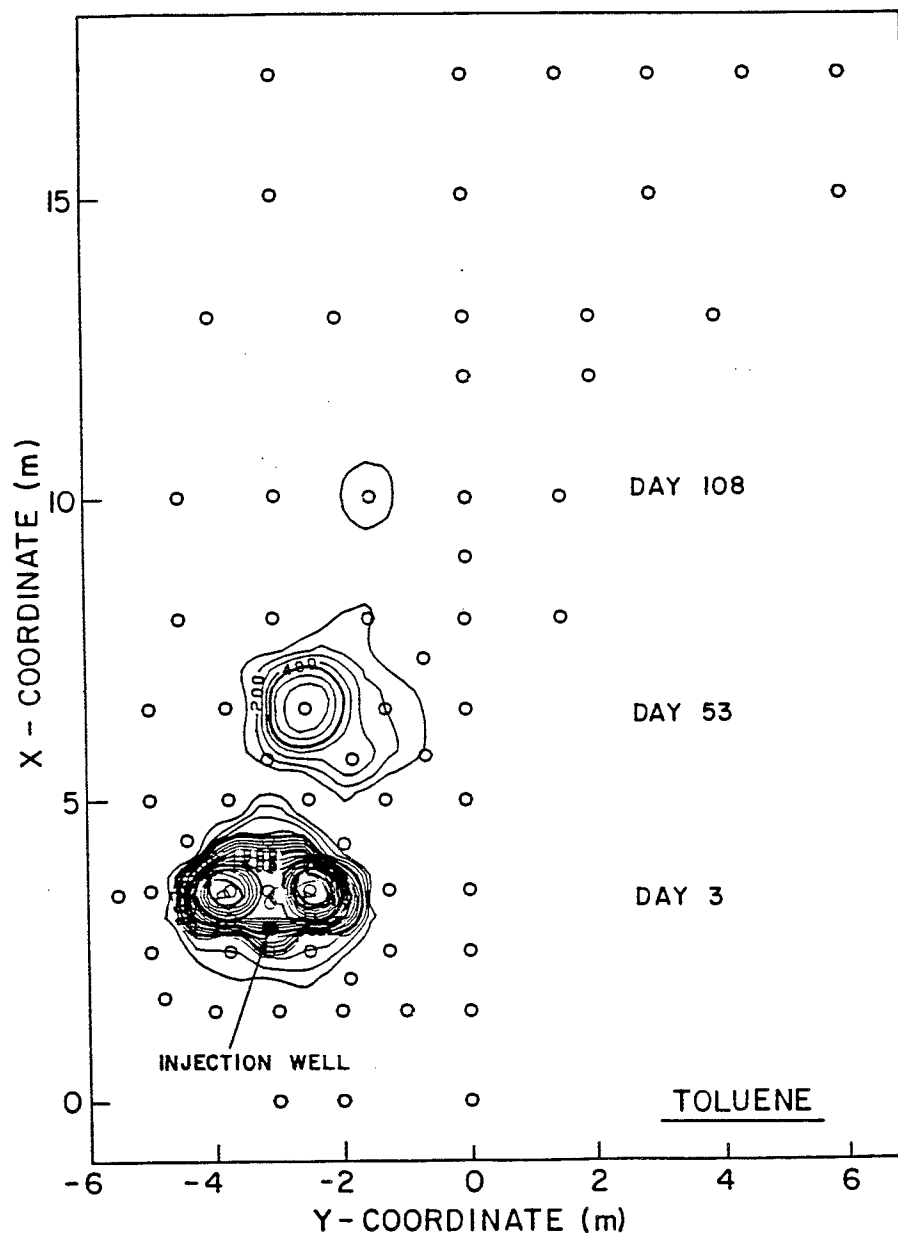 15
10
5
0
X - COORDINATE (m)
DAY 108
400
200
DAY 53
DAY 3
INJECTION WELL
TOLUENE
-6
-4
-2
0
2
4
6
Y-COORDINATE (m)